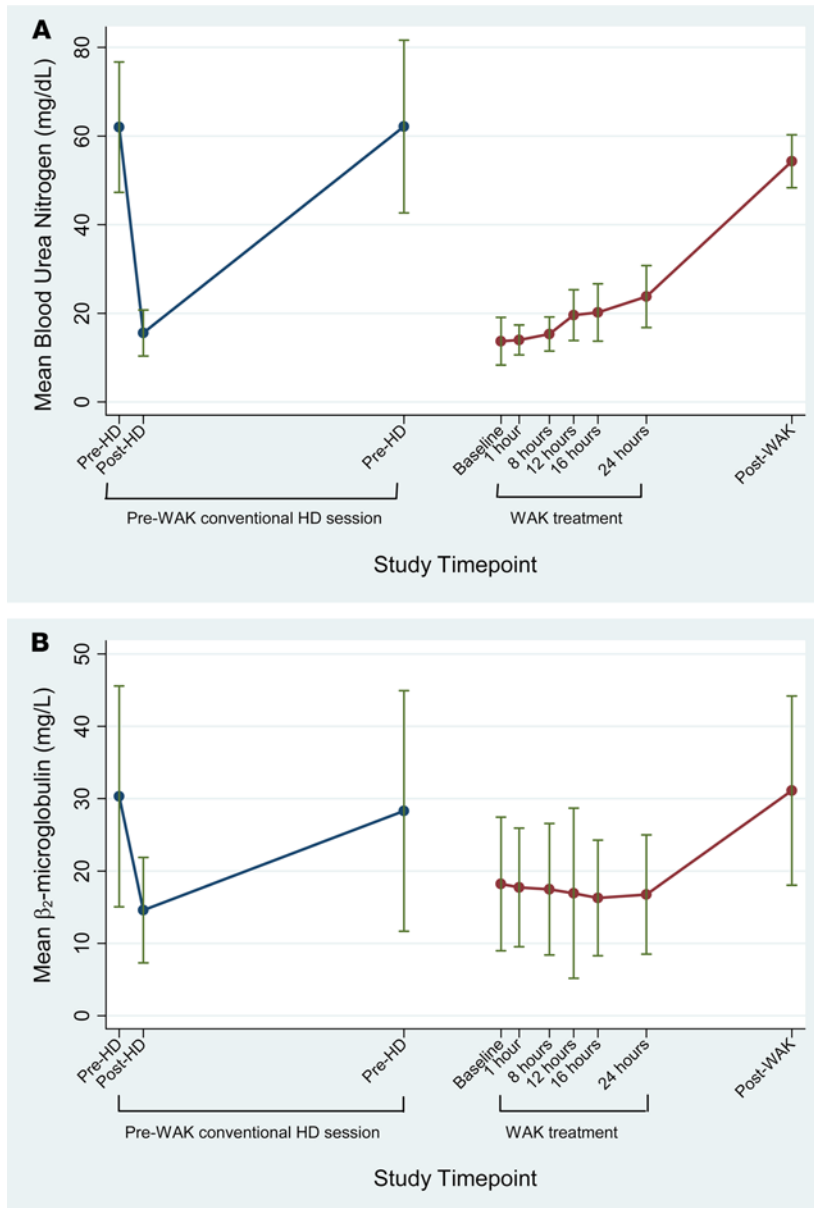 A
Mean Blood Urea Nitrogen (mg/dL)
80
60
40
20
0
Pre-HD
Post-HD
Pre-HD
Baseline
1 hour
8 hours
12 hours
16 hours
24 hours
Post-WAK
Pre-WAK conventional HD session
WAK treatment
Study Timepoint
B
Mean β₂-microglobulin (mg/L)
50
40
30
20
10
0
Pre-HD
Post-HD
Pre-HD
Baseline
1 hour
8 hours
12 hours
16 hours
24 hours
Post-WAK
Pre-WAK conventional HD session
WAK treatment
Study Timepoint